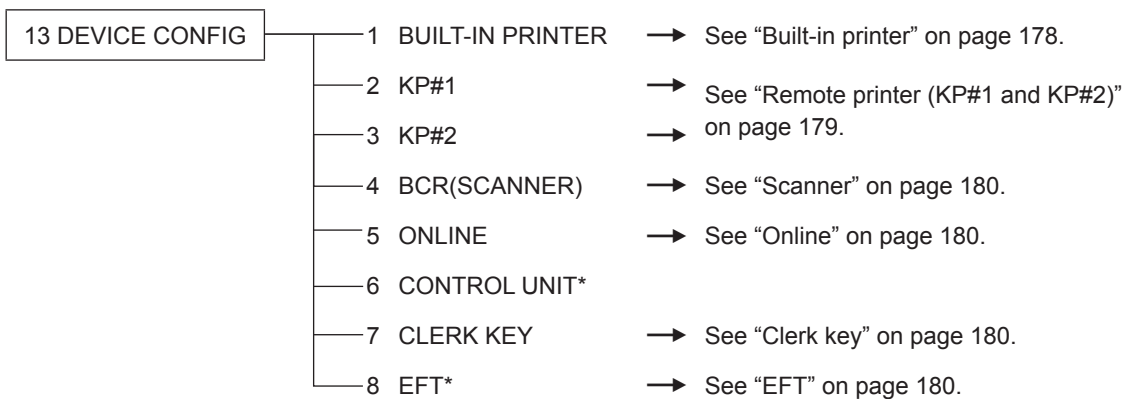 13 DEVICE CONFIG
1 BUILT-IN PRINTER → See “Built-in printer” on page 178.
2 KP#1 → See “Remote printer (KP#1 and KP#2)”
3 KP#2 → on page 179.
4 BCR(SCANNER) → See “Scanner” on page 180.
5 ONLINE → See “Online” on page 180.
6 CONTROL UNIT*
7 CLERK KEY → See “Clerk key” on page 180.
8 EFT* → See “EFT” on page 180.